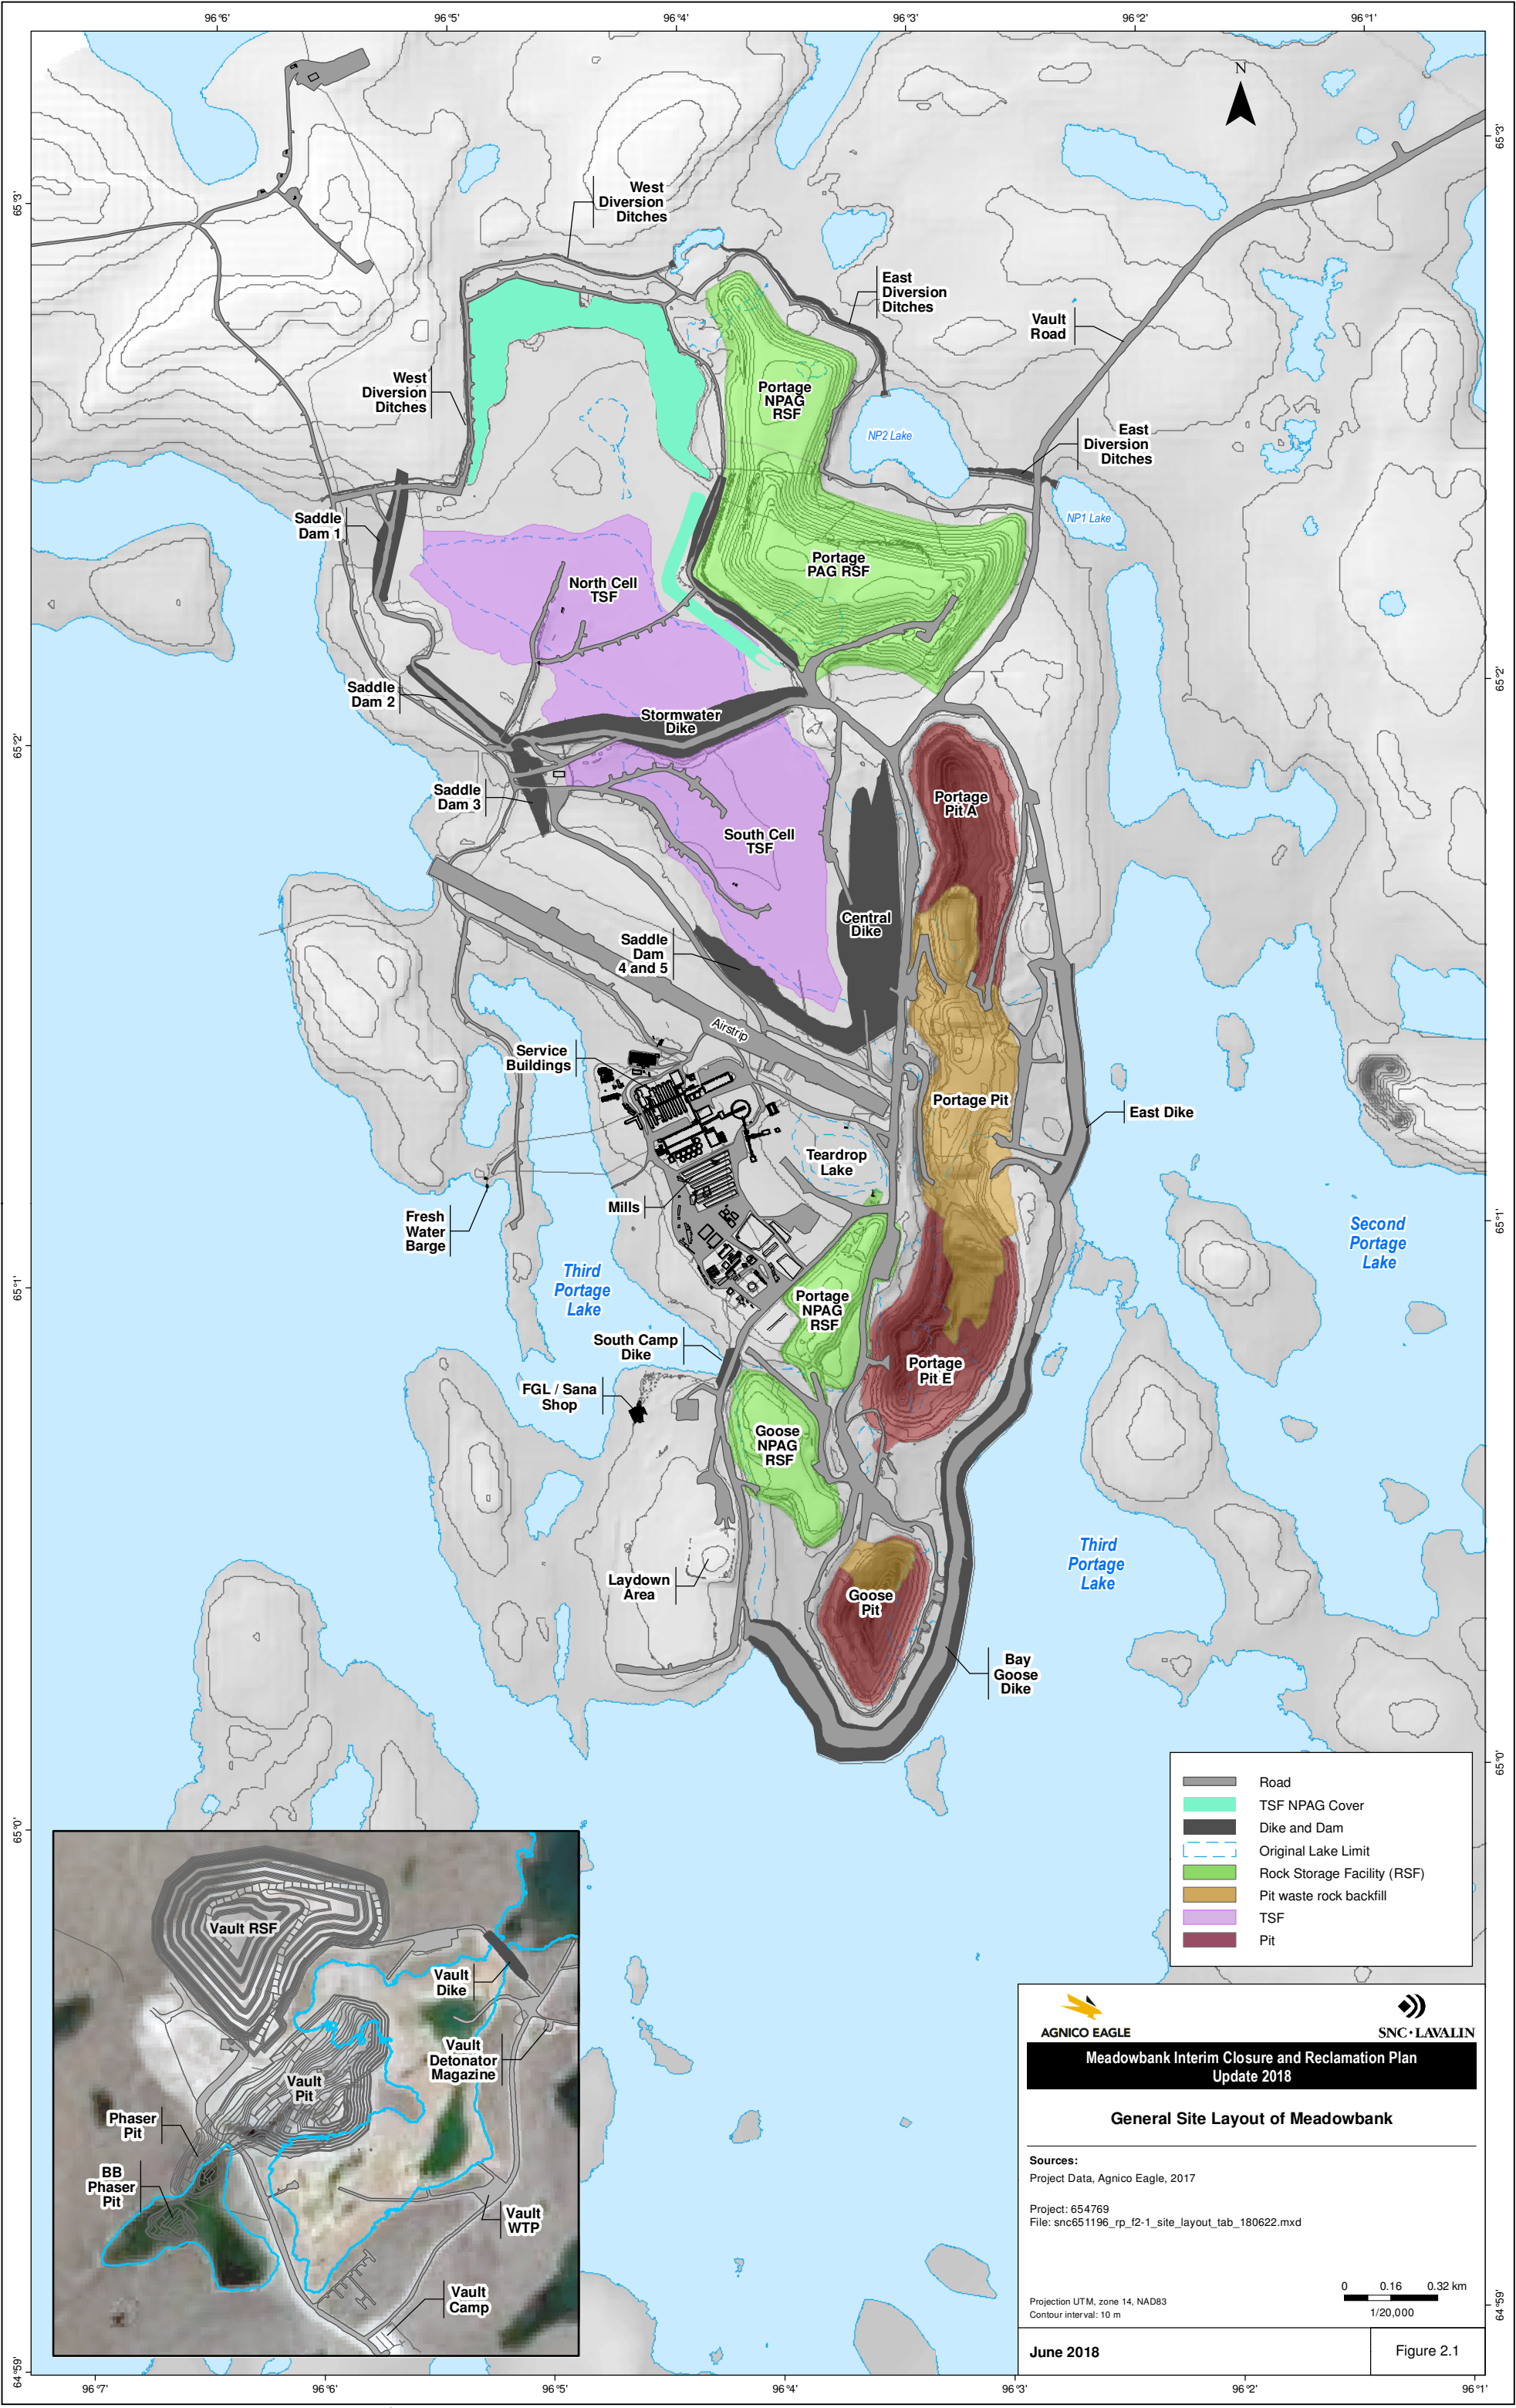 96°6'
96°5'
96°4'
96°3'
96°2'
96°1'
N
65°3'
65°3'
West
Diversion
Ditches
East
Diversion
Ditches
Vault
Road
West
Diversion
Ditches
Portage
NPAG
RSF
NP2 Lake
East
Diversion
Ditches
Saddle
Dam 1
NP1 Lake
Portage
PAG RSF
North Cell
TSF
65°2'
65°2'
Saddle
Dam 2
Stormwater
Dike
Saddle
Dam 3
Portage
Pit A
South Cell
TSF
Central
Dike
Saddle
Dam
4 and 5
Airstrip
Service
Buildings
Portage Pit
East Dike
Teardrop
Lake
Mills
Fresh
Water
Barge
65°1'
65°1'
Second
Portage
Lake
Third
Portage
Lake
Portage
NPAG
RSF
South Camp
Dike
Portage
Pit E
FGL / Sana
Shop
Goose
NPAG
RSF
Third
Portage
Lake
Laydown
Area
Goose
Pit
Bay
Goose
Dike
65°0'
65°0'
Road
TSF NPAG Cover
Dike and Dam
Original Lake Limit
Rock Storage Facility (RSF)
Pit waste rock backfill
TSF
Pit
Vault RSF
Vault
Dike
Vault
Detonator
Magazine
Vault
Pit
Phaser
Pit
BB
Phaser
Pit
Vault
WTP
Vault
Camp
AGNICO EAGLE
SNC•LAVALIN
Meadowbank Interim Closure and Reclamation Plan
Update 2018
General Site Layout of Meadowbank
Sources:
Project Data, Agnico Eagle, 2017
Project: 654769
File: snc651196_rp_f2-1_site_layout_tab_180622.mxd
0 0.16 0.32 km
1/20,000
Projection UTM, zone 14, NAD83
Contour interval: 10 m
June 2018
Figure 2.1
64°59'
64°59'
96°7'
96°6'
96°5'
96°4'
96°3'
96°2'
96°1'